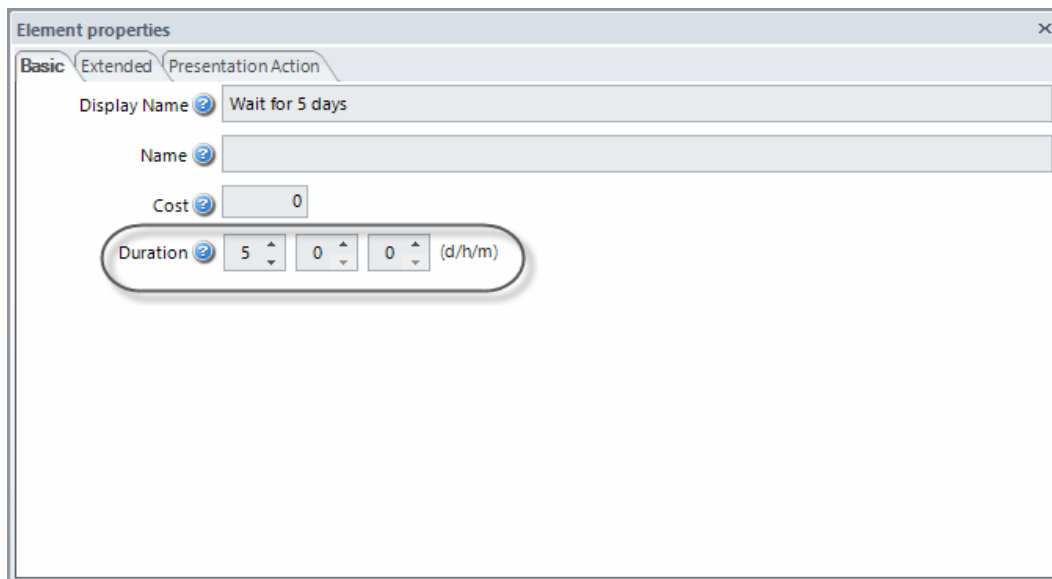 Element properties
Basic Extended Presentation Action
Display Name ? Wait for 5 days
Name ?
Cost ? 0
Duration ? 5 0 0 (d/h/m)